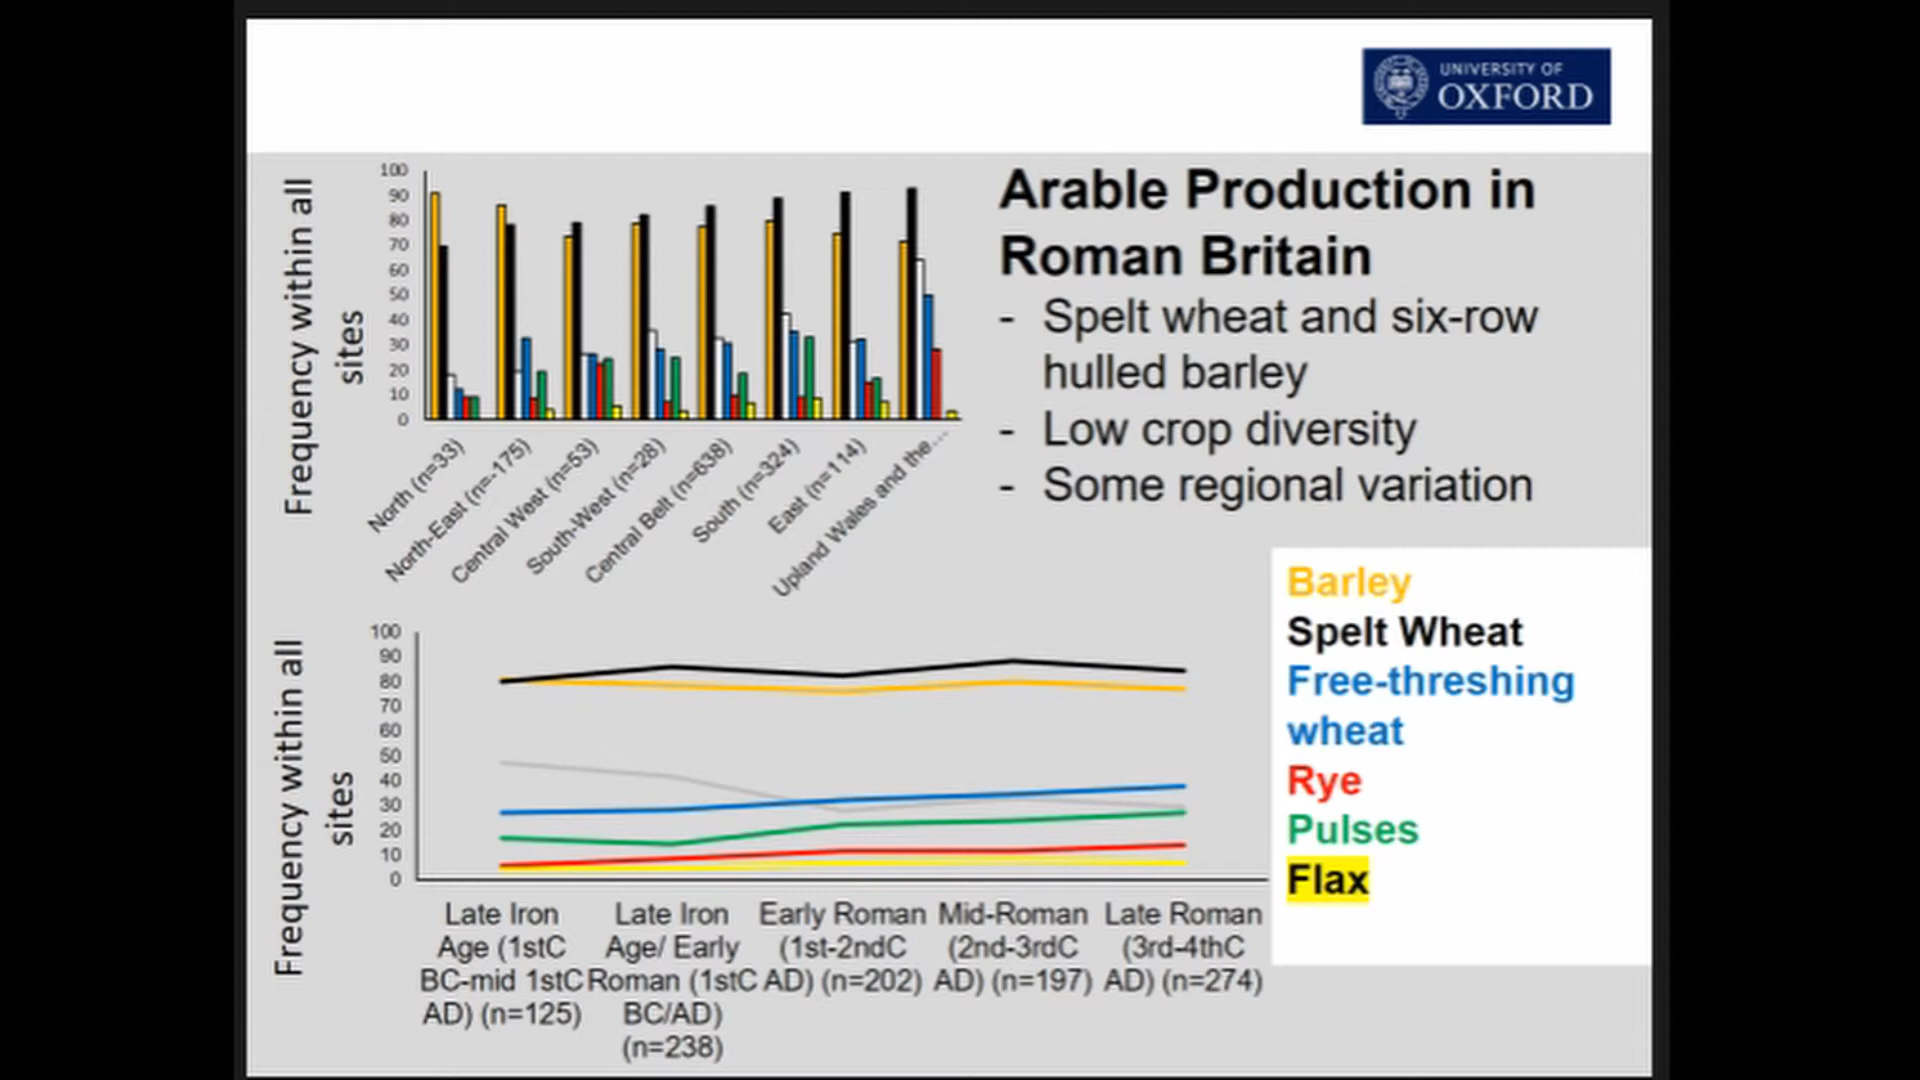 UNIVERSITY OF
OXFORD
Frequency within all
sites
100
90
80
70
60
50
40
30
20
10
0
North (n=33)
North-East (n=-175)
Central West (n=53)
South-West (n=28)
Central Belt (n=638)
South (n=324)
East (n=114)
Upland Wales and the...
Arable Production in
Roman Britain
- Spelt wheat and six-row
hulled barley
- Low crop diversity
- Some regional variation
Frequency within all
sites
100
90
80
70
60
50
40
30
20
10
0
Late Iron
Age (1stC
BC-mid 1stC
AD) (n=125)
Late Iron
Age/ Early
Roman (1stC
BC/AD)
(n=238)
Early Roman
(1st-2ndC
AD) (n=202)
Mid-Roman
(2nd-3rdC
AD) (n=197)
Late Roman
(3rd-4thC
AD) (n=274)
Barley
Spelt Wheat
Free-threshing
wheat
Rye
Pulses
Flax